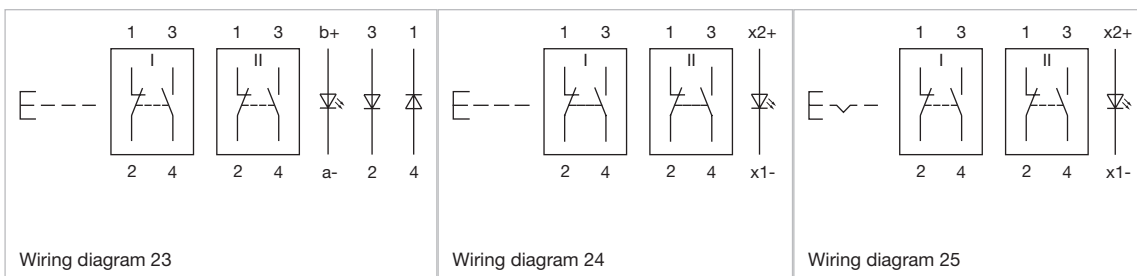 1 3 1 3 b+ 3 1
I II
2 4 2 4 a- 2 4
Wiring diagram 23
1 3 1 3 x2+
I II
2 4 2 4 x1-
Wiring diagram 24
1 3 1 3 x2+
I II
2 4 2 4 x1-
Wiring diagram 25